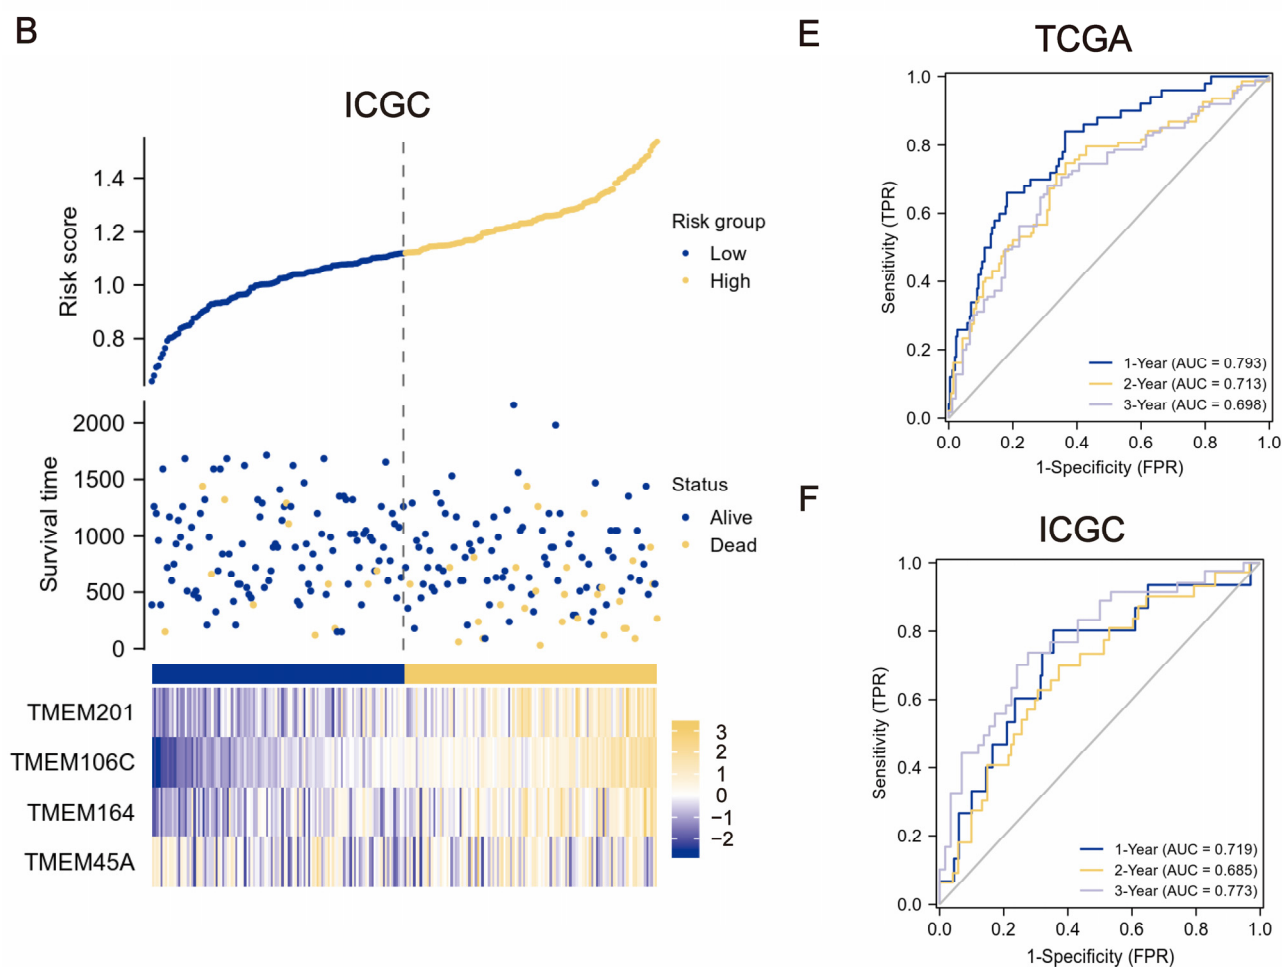 B
ICGC
Risk score
1.4
1.2
1.0
0.8
Risk group
Low
High
Survival time
2000
1500
1000
500
0
Status
Alive
Dead
TMEM201
TMEM106C
TMEM164
TMEM45A
3
2
1
0
−1
−2
E
TCGA
Sensitivity (TPR)
1.0
0.8
0.6
0.4
0.2
0.0
1-Year (AUC = 0.793)
2-Year (AUC = 0.713)
3-Year (AUC = 0.698)
0.0 0.2 0.4 0.6 0.8 1.0
1-Specificity (FPR)
F
ICGC
Sensitivity (TPR)
1.0
0.8
0.6
0.4
0.2
0.0
1-Year (AUC = 0.719)
2-Year (AUC = 0.685)
3-Year (AUC = 0.773)
0.0 0.2 0.4 0.6 0.8 1.0
1-Specificity (FPR)